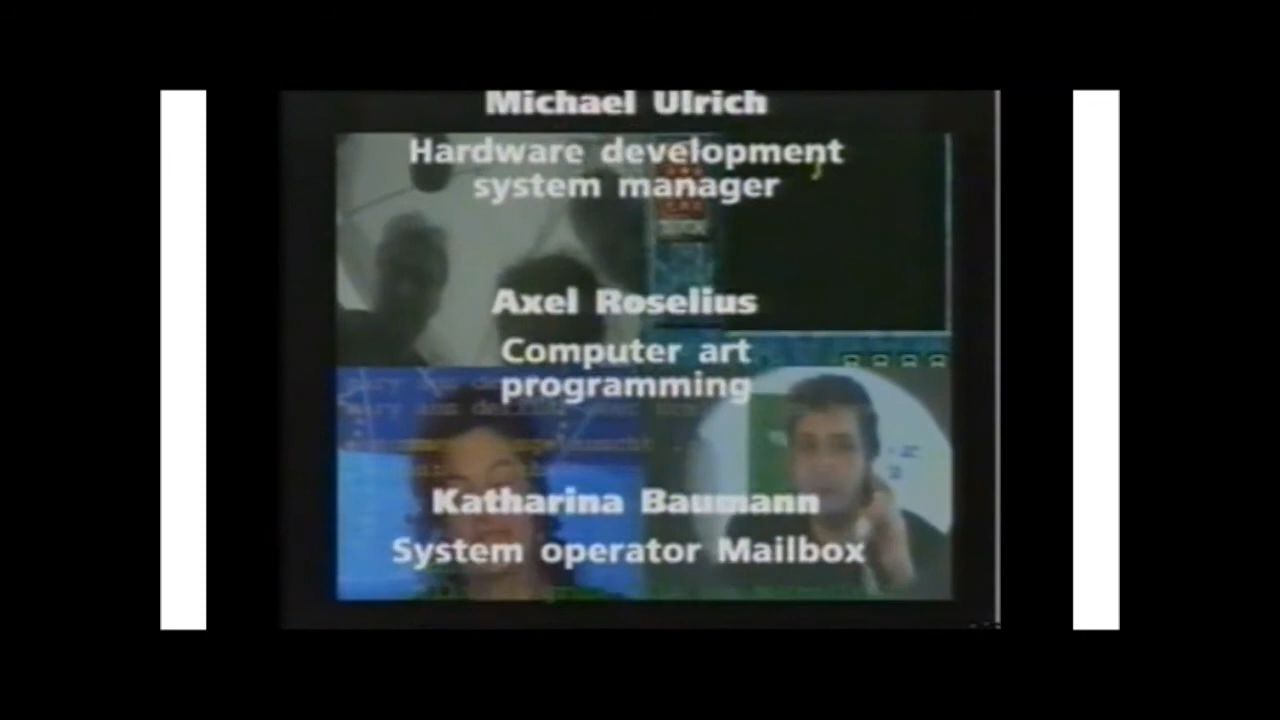 Michael Ulrich
Hardware development
system manager
Axel Roselius
Computer art
programming
Katharina Baumann
System operator Mailbox